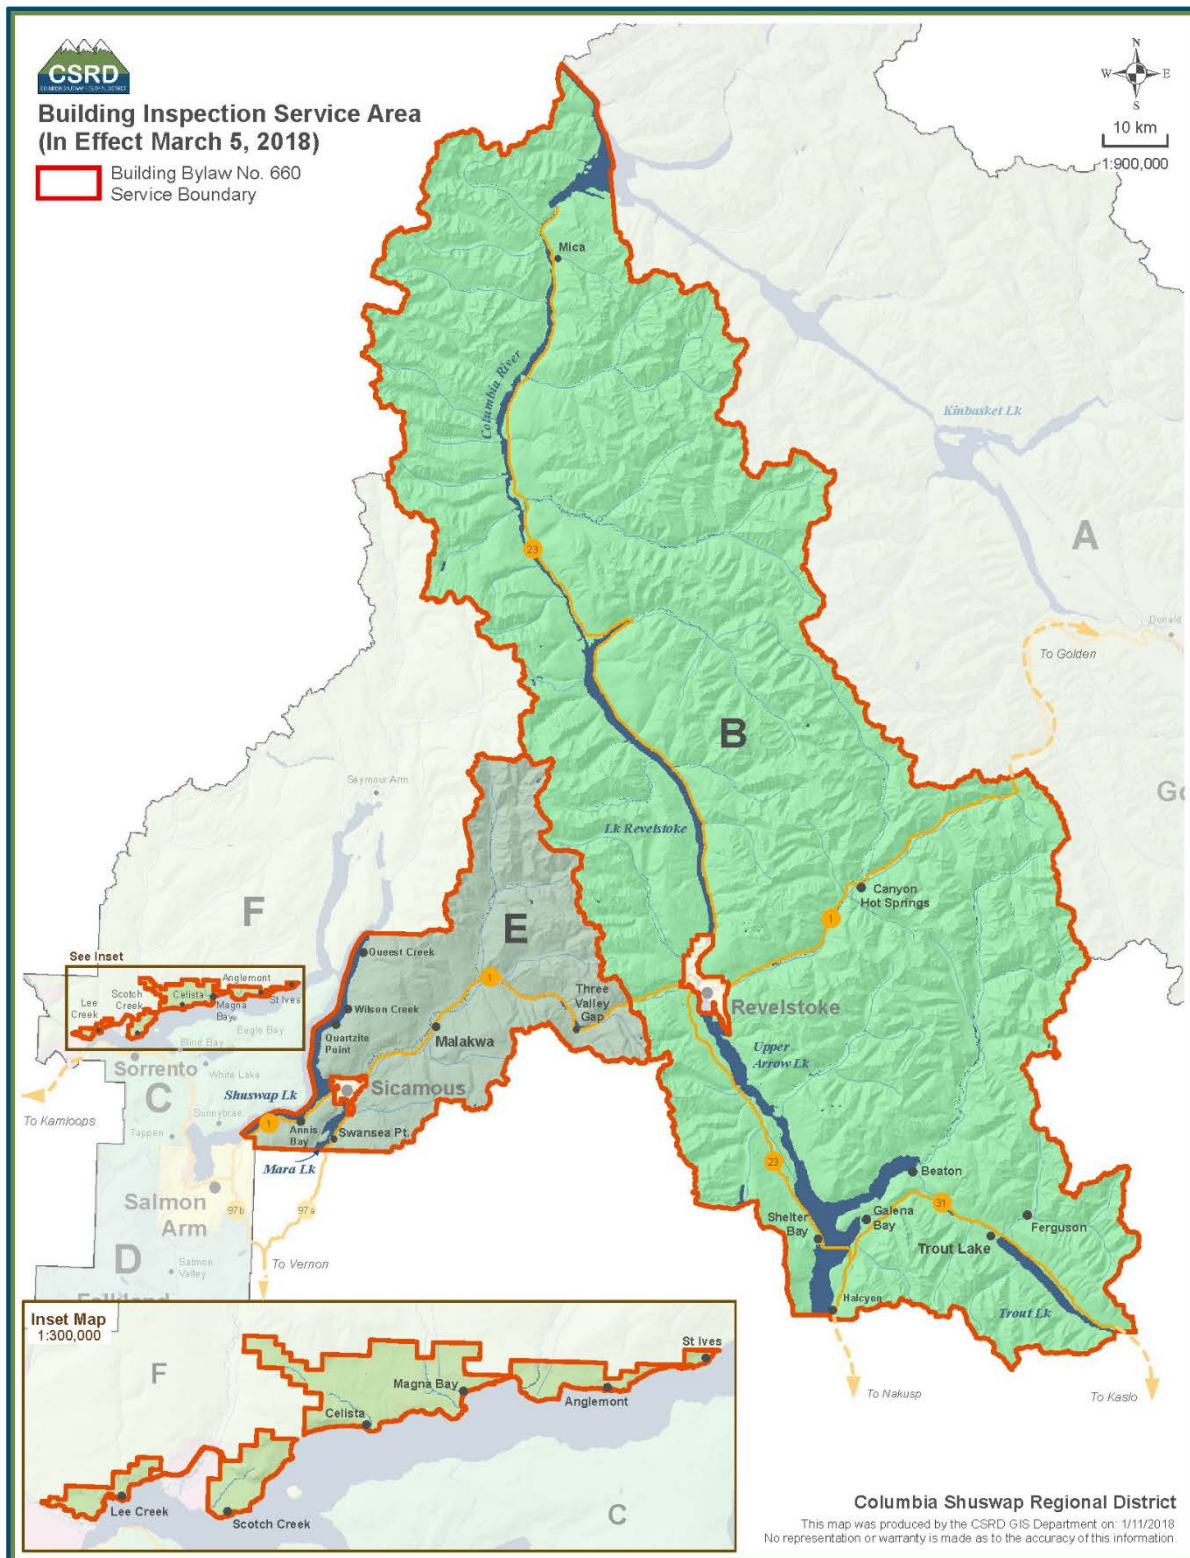 CSRD
COLUMBIA SHUSWAP REGIONAL DISTRICT
Building Inspection Service Area
(In Effect March 5, 2018)
Building Bylaw No. 660
Service Boundary
N
W E
S
10 km
1:900,000
Mica
Columbia River
Kinbasket Lk
A
23
Donald
To Golden
B
Seymour Arm
Lk Revelstoke
Canyon
Hot Springs
F
E
1
Queest Creek
1
See Inset
Anglemont
Scotch
Creek
Celista
St Ives
Lee
Creek
Magna
Bay
Eagle Bay
Blind Bay
Three
Valley
Gap
Revelstoke
Wilson Creek
Quartzite
Point
Malakwa
Upper
Arrow Lk
Sorrento
White Lake
C
Sicamous
Shuswap Lk
To Kamloops
Sunnybrae
Tappen
1
Annis
Bay
Swansea Pt.
Mara Lk
23
Beaton
Salmon
Arm
97b
97a
Shelter
Bay
Galena
Bay
31
Ferguson
Trout Lake
D
Salmon
Valley
To Vernon
Falkland
Halcyon
Trout Lk
To Nakusp
To Kaslo
Inset Map
1:300,000
F
St Ives
Magna Bay
Anglemont
Celista
Lee Creek
Scotch Creek
C
Columbia Shuswap Regional District
This map was produced by the CSRD GIS Department on: 1/11/2018
No representation or warranty is made as to the accuracy of this information.